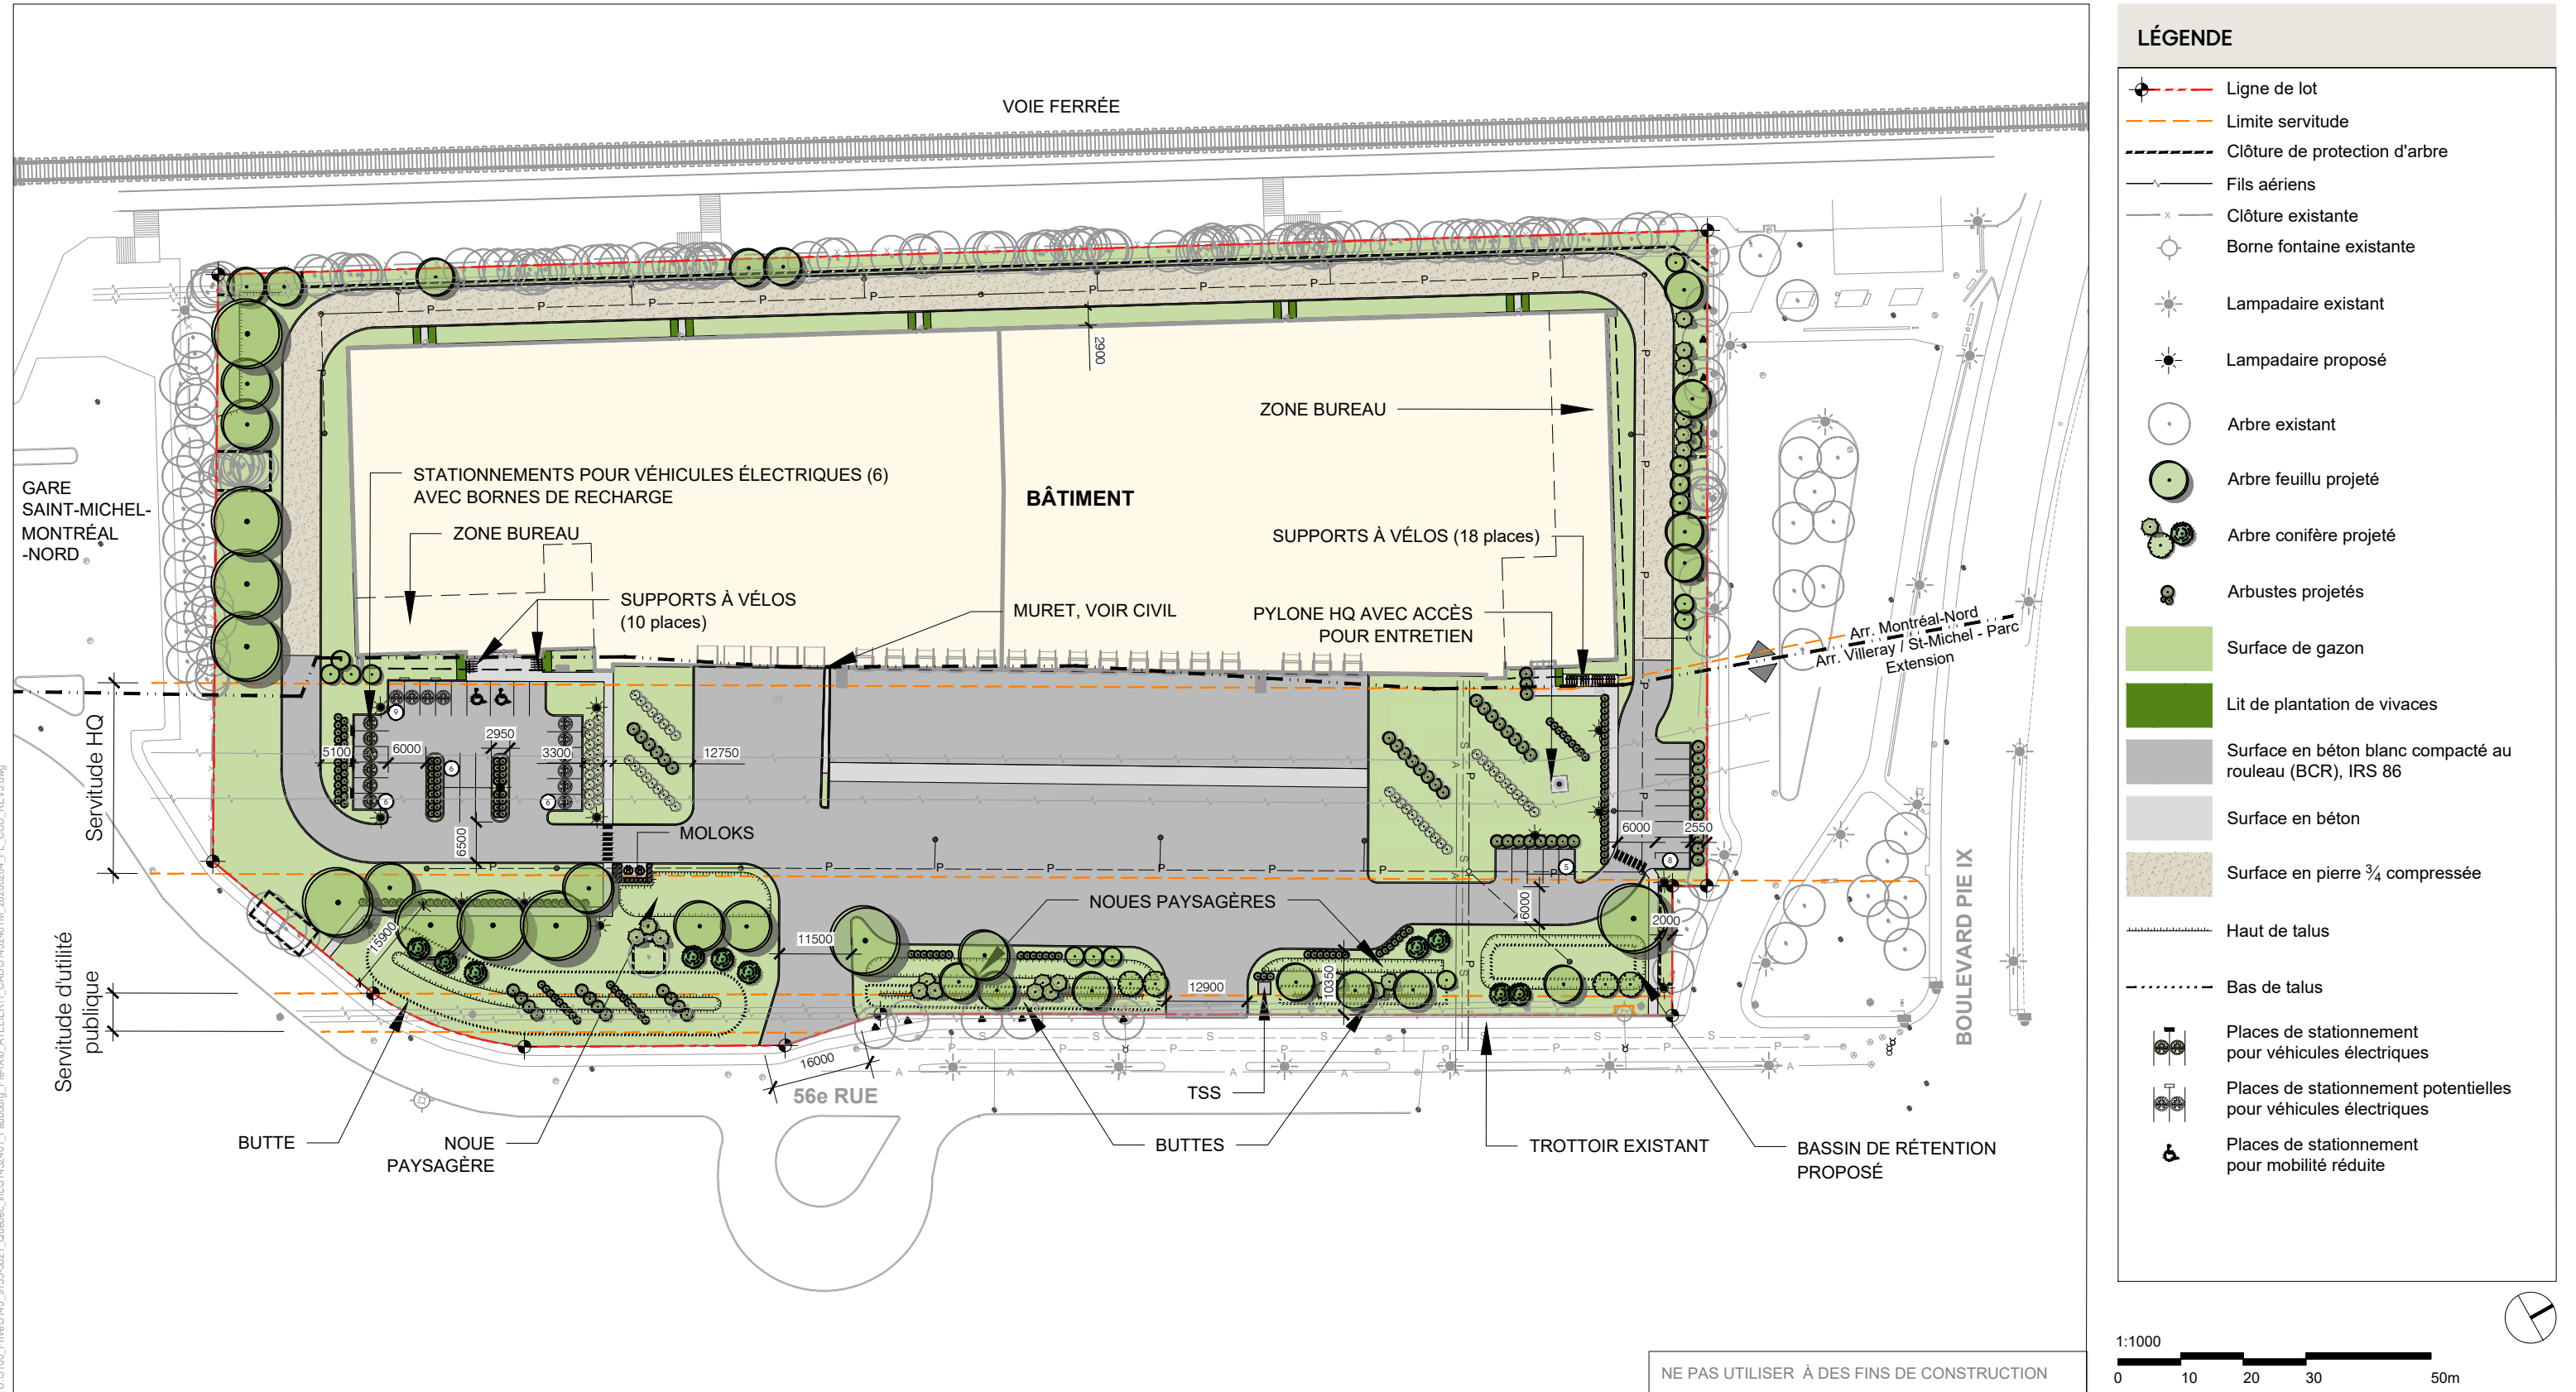 VOIE FERRÉE
GARE
SAINT-MICHEL-
MONTRÉAL
-NORD
STATIONNEMENTS POUR VÉHICULES ÉLECTRIQUES (6)
AVEC BORNES DE RECHARGE
ZONE BUREAU
SUPPORTS À VÉLOS
(10 places)
BÂTIMENT
2900
ZONE BUREAU
SUPPORTS À VÉLOS (18 places)
MURET, VOIR CIVIL
PYLONE HQ AVEC ACCÈS
POUR ENTRETIEN
Arr. Montréal-Nord
Arr. Villeray / St-Michel - Parc
Extension
Servitude HQ
5100
6000
2950
3300
12750
9
6
6
6
6500
MOLOKS
6000
2550
5
8
6000
2000
NOUES PAYSAGÈRES
15900
11500
12900
10350
16000
Servitude d'utilité
publique
56e RUE
BOULEVARD PIE IX
TSS
BUTTE
NOUE
PAYSAGÈRE
BUTTES
TROTTOIR EXISTANT
BASSIN DE RÉTENTION
PROPOSÉ
NE PAS UTILISER À DES FINS DE CONSTRUCTION
LÉGENDE
Ligne de lot
Limite servitude
Clôture de protection d'arbre
Fils aériens
Clôture existante
Borne fontaine existante
Lampadaire existant
Lampadaire proposé
Arbre existant
Arbre feuillu projeté
Arbre conifère projeté
Arbustes projetés
Surface de gazon
Lit de plantation de vivaces
Surface en béton blanc compacté au
rouleau (BCR), IRS 86
Surface en béton
Surface en pierre ¾ compressée
Haut de talus
Bas de talus
Places de stationnement
pour véhicules électriques
Places de stationnement potentielles
pour véhicules électriques
Places de stationnement
pour mobilité réduite
1:1000
0 10 20 30 50m